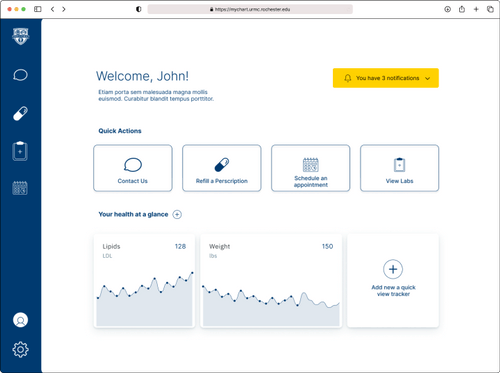 https://mychart.urmc.rochester.edu
Welcome, John!
You have 3 notifications
Etiam porta sem malesuada magna mollis
euismod. Curabitur blandit tempus porttitor.
Quick Actions
Contact Us
Refill a Perscription
Schedule an
appointment
View Labs
Your health at a glance
Lipids 128
LDL
Weight 150
lbs
Add new a quick
view tracker